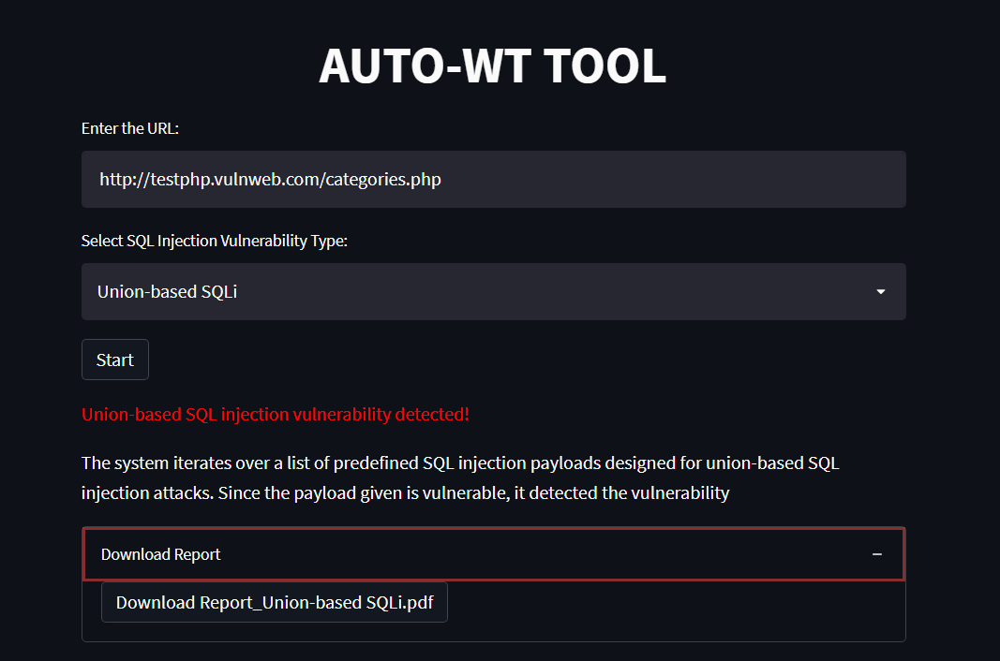 AUTO-WT TOOL
Enter the URL:
http://testphp.vulnweb.com/categories.php
Select SQL Injection Vulnerability Type:
Union-based SQLi
Start
Union-based SQL injection vulnerability detected!
The system iterates over a list of predefined SQL injection payloads designed for union-based SQL
injection attacks. Since the payload given is vulnerable, it detected the vulnerability
Download Report
Download Report_Union-based SQLi.pdf